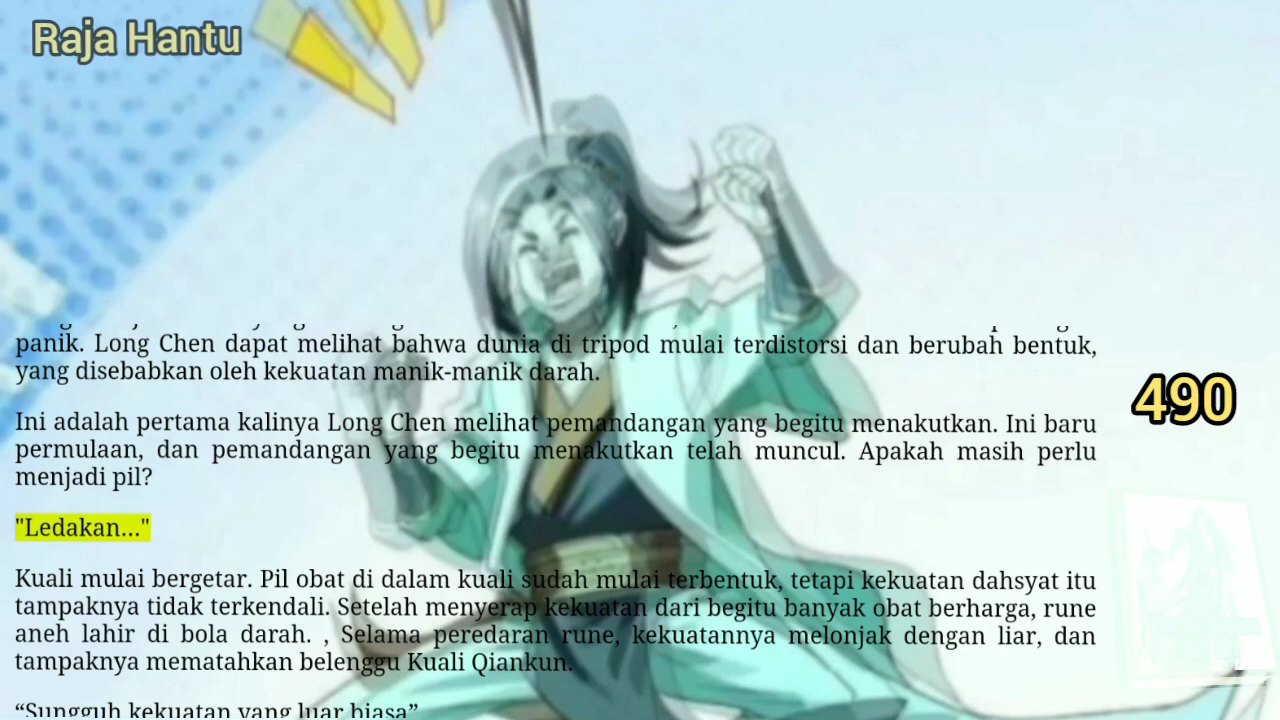 Raja Hantu
panik. Long Chen dapat melihat bahwa dunia di tripod mulai terdistorsi dan berubah bentuk,
yang disebabkan oleh kekuatan manik-manik darah.
490
Ini adalah pertama kalinya Long Chen melihat pemandangan yang begitu menakutkan. Ini baru
permulaan, dan pemandangan yang begitu menakutkan telah muncul. Apakah masih perlu
menjadi pil?
"Ledakan..."
Kuali mulai bergetar. Pil obat di dalam kuali sudah mulai terbentuk, tetapi kekuatan dahsyat itu
tampaknya tidak terkendali. Setelah menyerap kekuatan dari begitu banyak obat berharga, rune
aneh lahir di bola darah. , Selama peredaran rune, kekuatannya melonjak dengan liar, dan
tampaknya mematahkan belenggu Kuali Qiankun.
“Sungguh kekuatan yang luar biasa”